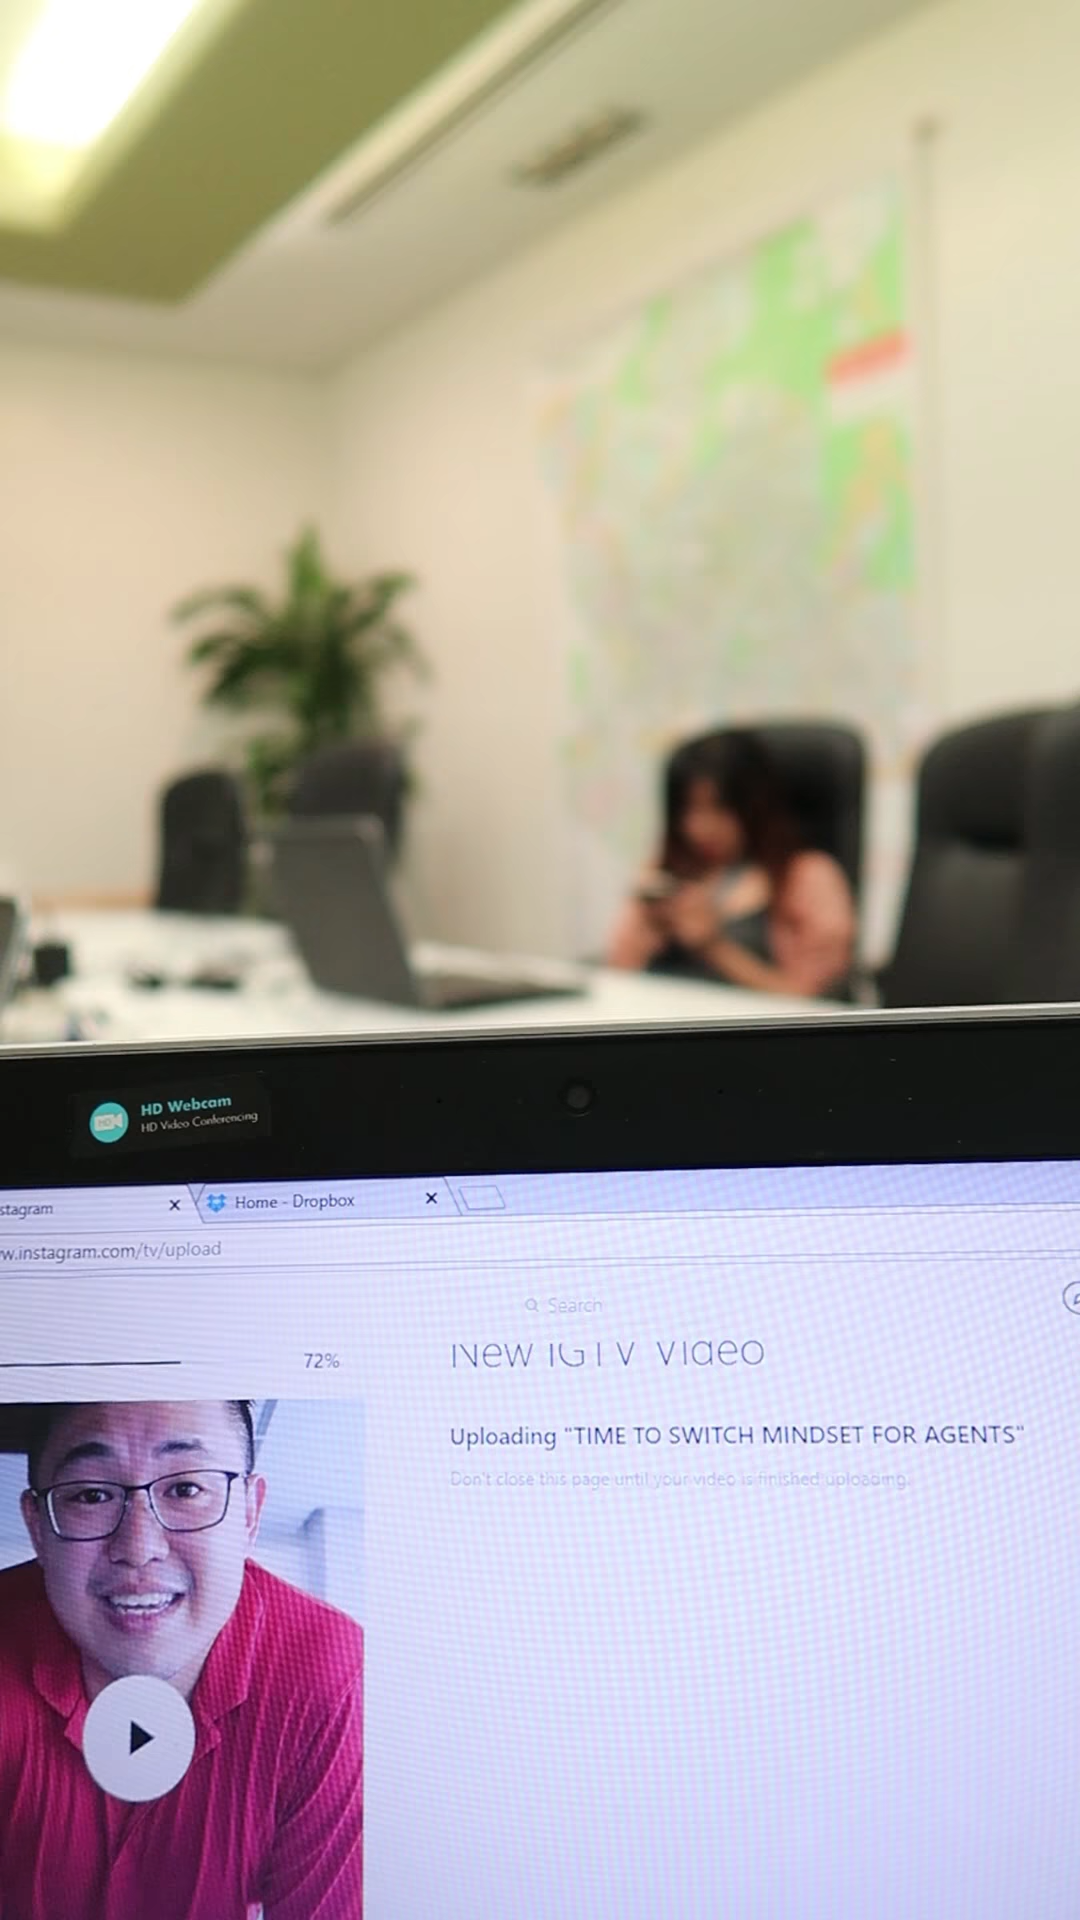 HD Webcam
HD Video Conferencing
stagram
Home - Dropbox
w.instagram.com/tv/upload
Search
72%
New IGTV Video
Uploading "TIME TO SWITCH MINDSET FOR AGENTS"
Don't close this page until your video is finished uploading.